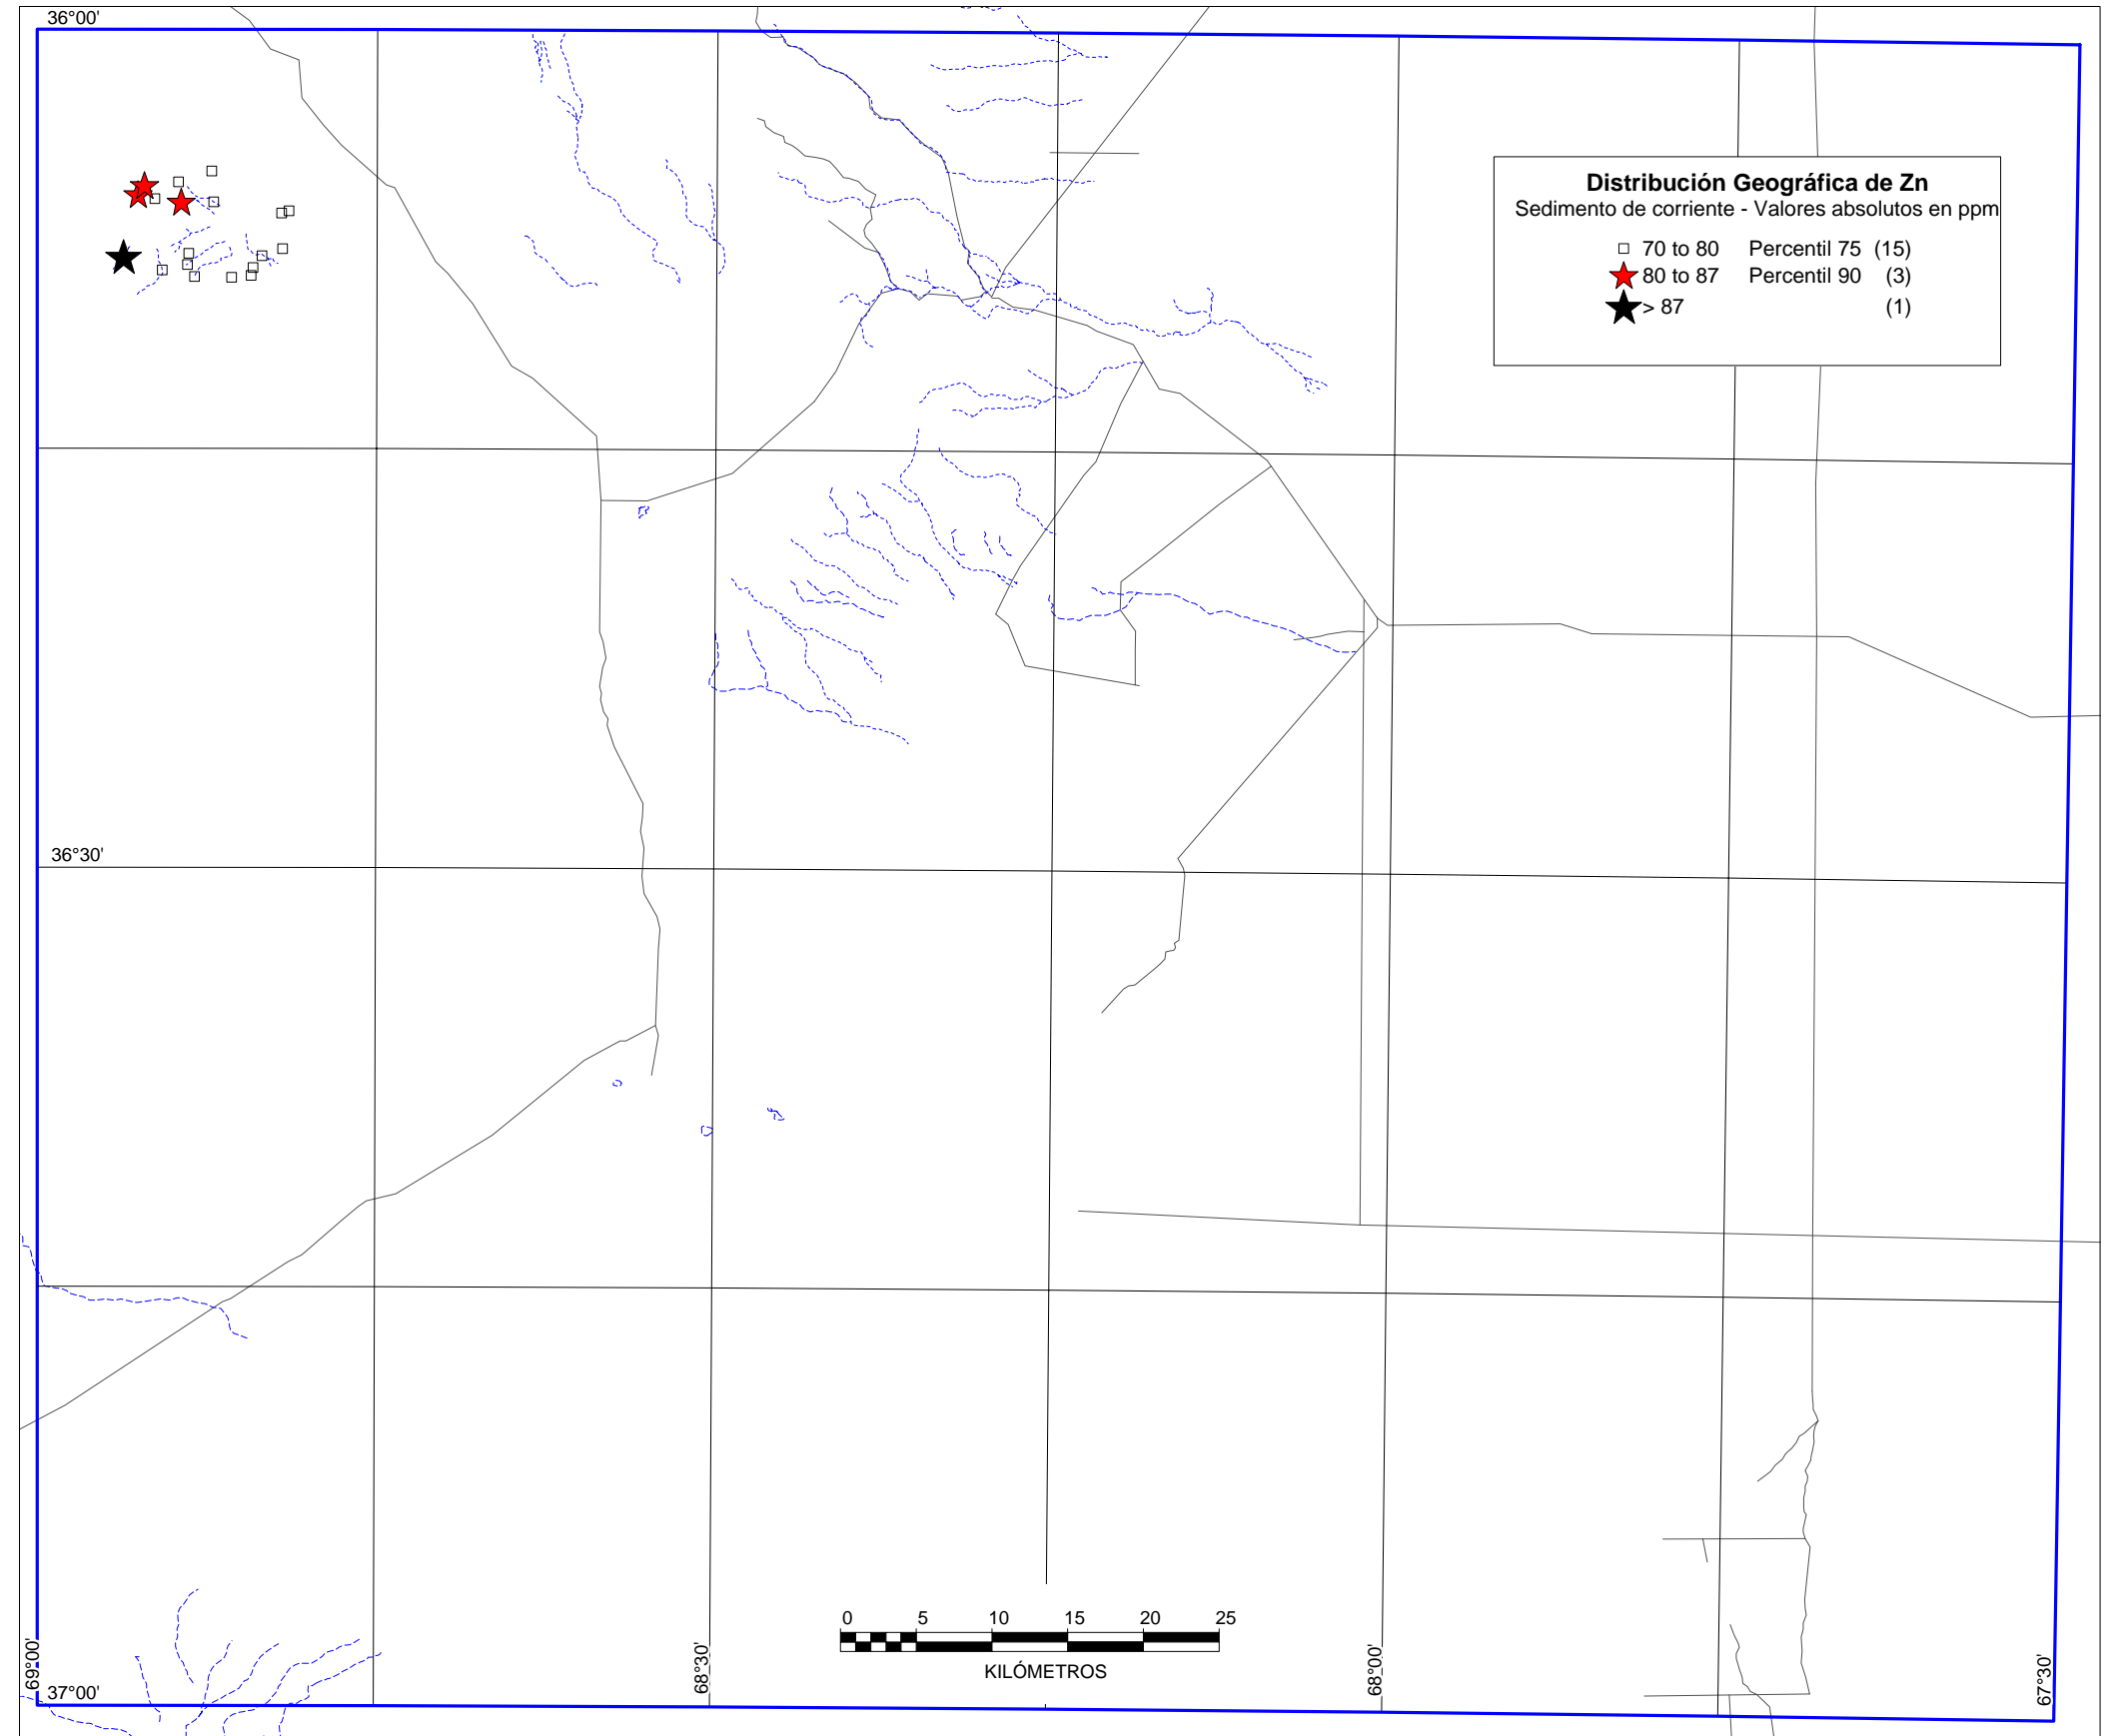 36°00'
Distribución Geográfica de Zn
Sedimento de corriente - Valores absolutos en ppm
70 to 80 Percentil 75 (15)
80 to 87 Percentil 90 (3)
> 87 (1)
36°30'
0 5 10 15 20 25
KILÓMETROS
69°00'
68°30'
68°00'
67°30'
37°00'